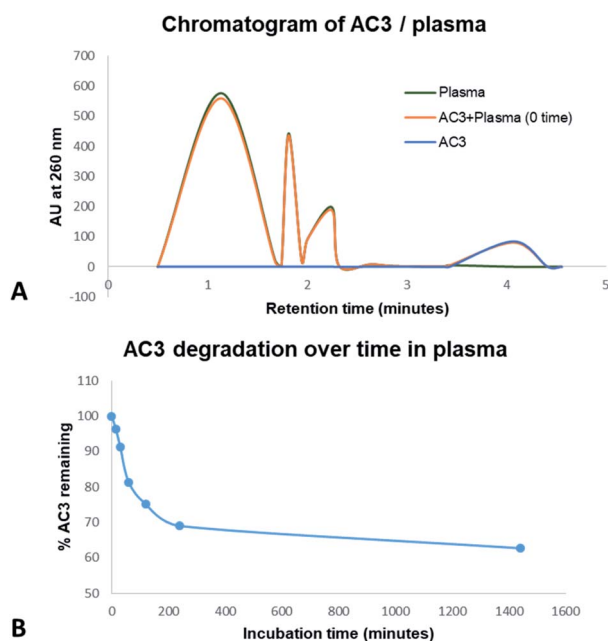 Chromatogram of AC3 / plasma
700
600
500
400
300
200
100
0
-100
AU at 260 nm
Plasma
AC3+Plasma (0 time)
AC3
0 1 2 3 4 5
Retention time (minutes)
A
AC3 degradation over time in plasma
110
100
90
80
70
60
50
% AC3 remaining
0 200 400 600 800 1000 1200 1400 1600
Incubation time (minutes)
B